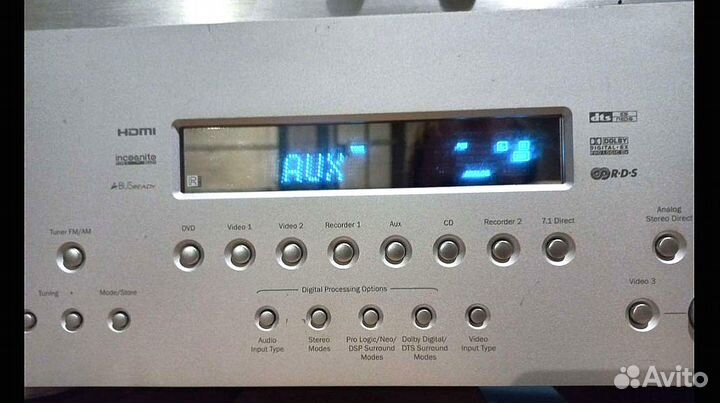 HDMI
incognito
A-BUS READY
R
AUX
dts ES
NEO:6
DOLBY
DIGITAL·EX
PRO LOGIC II
R·D·S
DVD
Video 1
Video 2
Recorder 1
Aux
CD
Recorder 2
7.1 Direct
Analog
Stereo Direct
Tuner FM/AM
Tuning
Mode/Store
Video 3
Digital Processing Options
Audio
Input Type
Stereo
Modes
Pro Logic/Neo/
DSP Surround
Modes
Dolby Digital/
DTS Surround
Modes
Video
Input Type
Avito